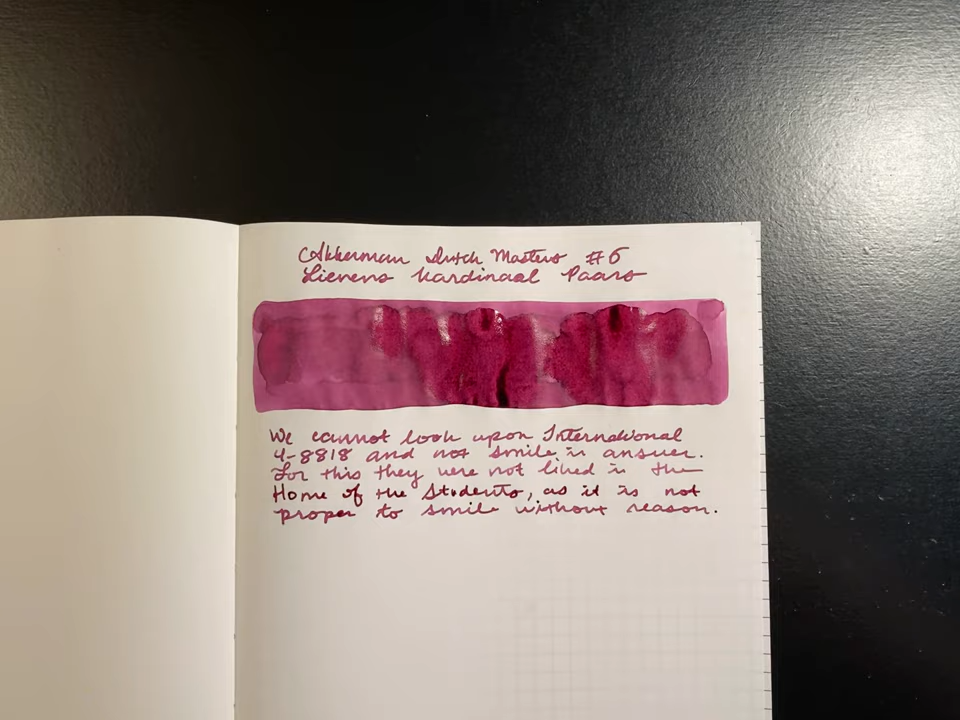 Akkerman Dutch Masters #6
Lievens Kardinaal Paars
We cannot look upon International
4-8818 and not smile in answer.
For this they were not liked in the
Home of the Students, as it is not
proper to smile without reason.